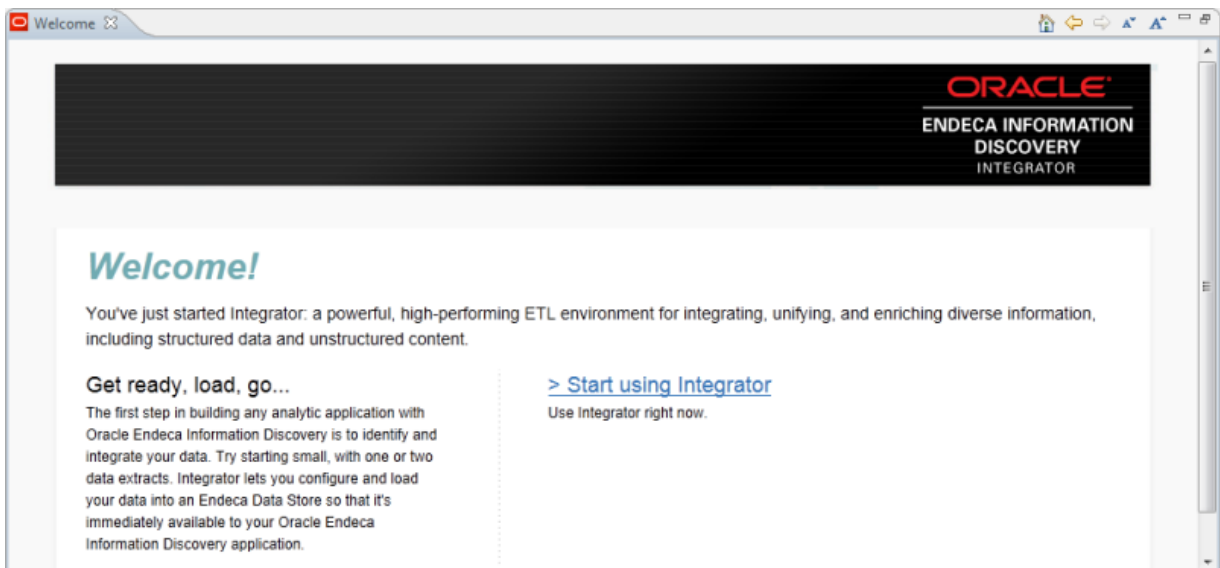 Welcome
ORACLE
ENDECA INFORMATION
DISCOVERY
INTEGRATOR
Welcome!
You've just started Integrator: a powerful, high-performing ETL environment for integrating, unifying, and enriching diverse information,
including structured data and unstructured content.
Get ready, load, go...
The first step in building any analytic application with
Oracle Endeca Information Discovery is to identify and
integrate your data. Try starting small, with one or two
data extracts. Integrator lets you configure and load
your data into an Endeca Data Store so that it's
immediately available to your Oracle Endeca
Information Discovery application.
> Start using Integrator
Use Integrator right now.